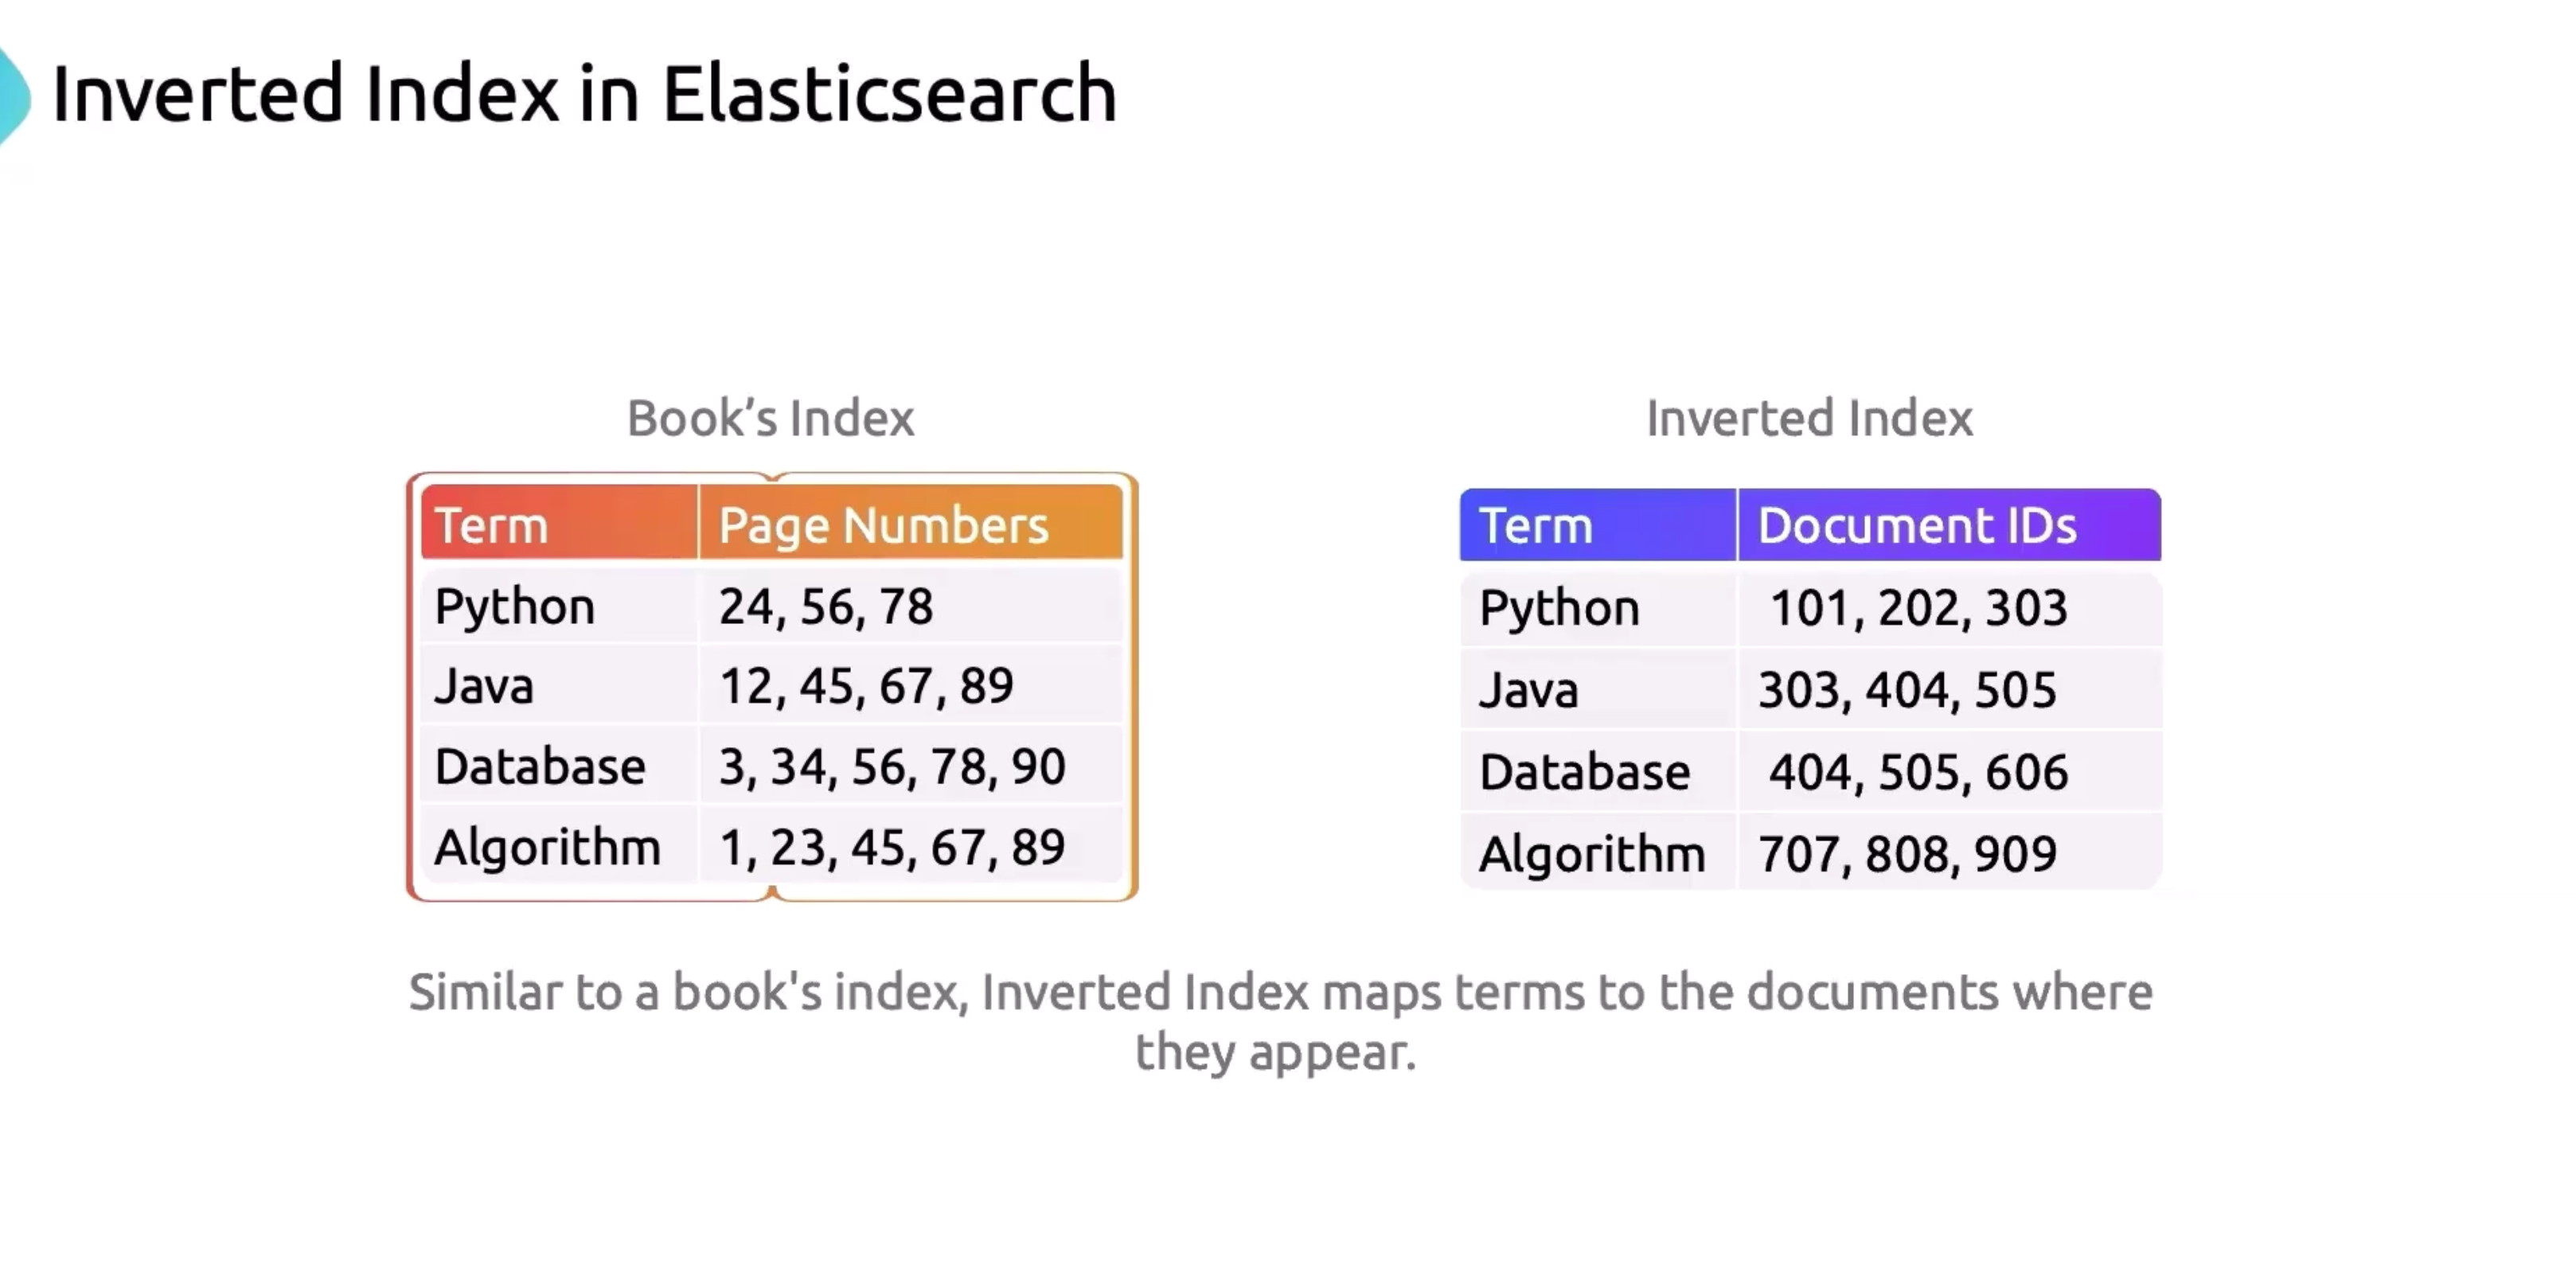 Inverted Index in Elasticsearch
Book's Index
Term Page Numbers
Python 24, 56, 78
Java 12, 45, 67, 89
Database 3, 34, 56, 78, 90
Algorithm 1, 23, 45, 67, 89
Inverted Index
Term Document IDs
Python 101, 202, 303
Java 303, 404, 505
Database 404, 505, 606
Algorithm 707, 808, 909
Similar to a book's index, Inverted Index maps terms to the documents where
they appear.